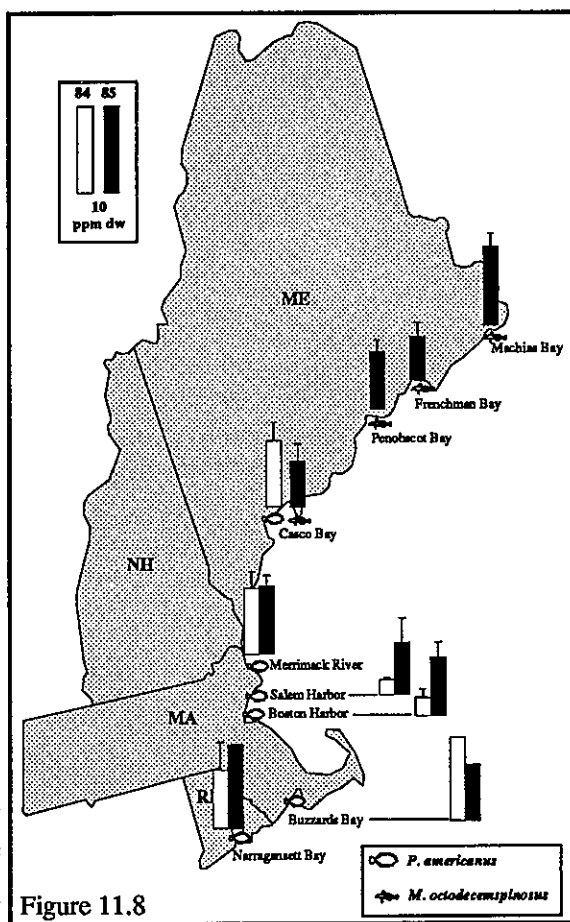 84 85
10
ppm dw
ME
Machias Bay
Frenchman Bay
Penobscot Bay
Casco Bay
NH
Merrimack River
Salem Harbor
Boston Harbor
MA
R
Buzzards Bay
Narragansett Bay
P. americanus
M. octodecemspinosus
Figure 11.8